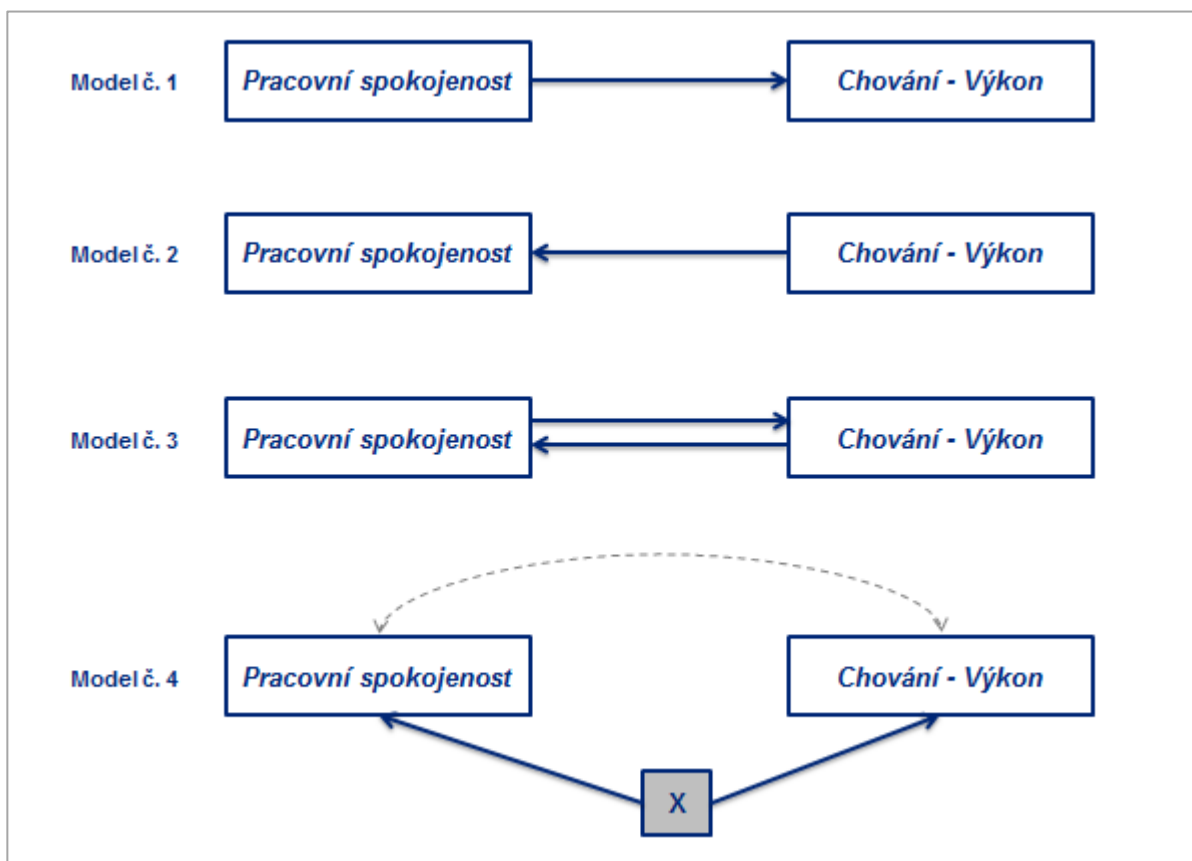 Model č. 1 Pracovní spokojenost Chování - Výkon
Model č. 2 Pracovní spokojenost Chování - Výkon
Model č. 3 Pracovní spokojenost Chování - Výkon
Model č. 4 Pracovní spokojenost Chování - Výkon
X